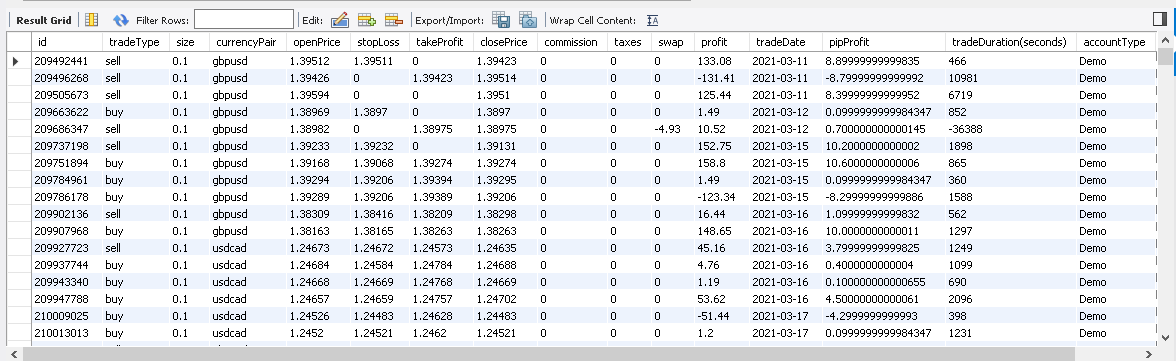 Result Grid Filter Rows: Edit: Export/Import: Wrap Cell Content: IA
id tradeType size currencyPair openPrice stopLoss takeProfit closePrice commission taxes swap profit tradeDate pipProfit tradeDuration(seconds) accountType
209492441 sell 0.1 gbpusd 1.39512 1.39511 0 1.39423 0 0 0 133.08 2021-03-11 8.89999999999835 466 Demo
209496268 sell 0.1 gbpusd 1.39426 0 1.39423 1.39514 0 0 0 -131.41 2021-03-11 -8.79999999999992 10981 Demo
209505673 sell 0.1 gbpusd 1.39594 0 0 1.3951 0 0 0 125.44 2021-03-11 8.39999999999952 6719 Demo
209663622 buy 0.1 gbpusd 1.38969 1.3897 0 1.3897 0 0 0 1.49 2021-03-12 0.0999999999984347 852 Demo
209686347 sell 0.1 gbpusd 1.38982 0 1.38975 1.38975 0 0 -4.93 10.52 2021-03-12 0.700000000000145 -36388 Demo
209737198 sell 0.1 gbpusd 1.39233 1.39232 0 1.39131 0 0 0 152.75 2021-03-15 10.2000000000002 1898 Demo
209751894 buy 0.1 gbpusd 1.39168 1.39068 1.39274 1.39274 0 0 0 158.8 2021-03-15 10.6000000000006 865 Demo
209784961 buy 0.1 gbpusd 1.39294 1.39206 1.39394 1.39295 0 0 0 1.49 2021-03-15 0.0999999999984347 360 Demo
209786178 buy 0.1 gbpusd 1.39289 1.39206 1.39389 1.39206 0 0 0 -123.34 2021-03-15 -8.29999999999886 1588 Demo
209902136 sell 0.1 gbpusd 1.38309 1.38416 1.38209 1.38298 0 0 0 16.44 2021-03-16 1.09999999999832 562 Demo
209907968 buy 0.1 gbpusd 1.38163 1.38165 1.38263 1.38263 0 0 0 148.65 2021-03-16 10.0000000000011 1297 Demo
209927723 sell 0.1 usdcad 1.24673 1.24672 1.24573 1.24635 0 0 0 45.16 2021-03-16 3.79999999999825 1249 Demo
209937744 buy 0.1 usdcad 1.24684 1.24584 1.24784 1.24688 0 0 0 4.76 2021-03-16 0.4000000000004 1099 Demo
209943340 buy 0.1 usdcad 1.24668 1.24669 1.24768 1.24669 0 0 0 1.19 2021-03-16 0.100000000000655 690 Demo
209947788 buy 0.1 usdcad 1.24657 1.24659 1.24757 1.24702 0 0 0 53.62 2021-03-16 4.50000000000061 2096 Demo
210009025 buy 0.1 usdcad 1.24526 1.24483 1.24628 1.24483 0 0 0 -51.44 2021-03-17 -4.2999999999993 398 Demo
210013013 buy 0.1 usdcad 1.2452 1.24521 1.2462 1.24521 0 0 0 1.2 2021-03-17 0.0999999999984347 1231 Demo